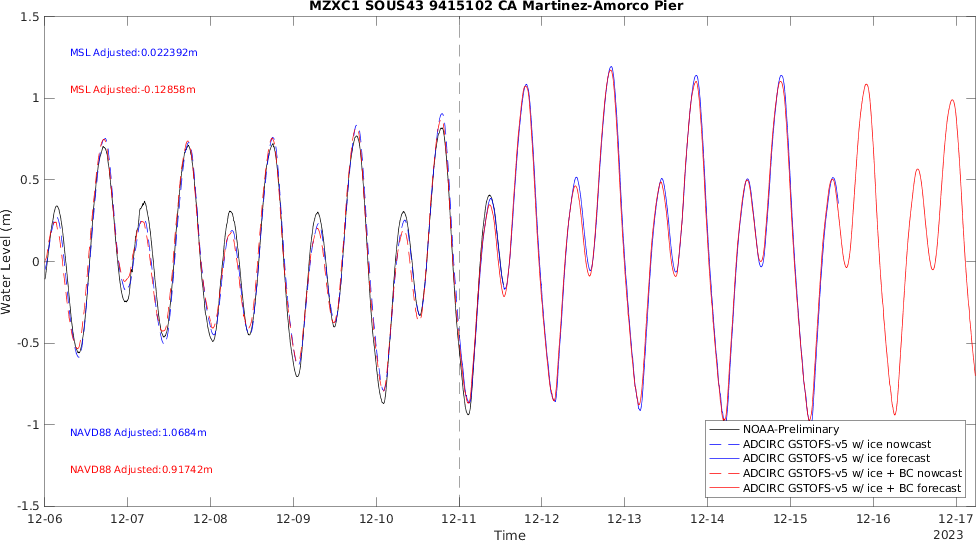 MZXC1 SOUS43 9415102 CA Martinez-Amorco Pier
1.5
1
0.5
0
-0.5
-1
-1.5
Water Level (m)
MSL Adjusted:0.022392m
MSL Adjusted:-0.12858m
NAVD88 Adjusted:1.0684m
NAVD88 Adjusted:0.91742m
NOAA-Preliminary
ADCIRC GSTOFS-v5 w/ ice nowcast
ADCIRC GSTOFS-v5 w/ ice forecast
ADCIRC GSTOFS-v5 w/ ice + BC nowcast
ADCIRC GSTOFS-v5 w/ ice + BC forecast
12-06 12-07 12-08 12-09 12-10 12-11 12-12 12-13 12-14 12-15 12-16 12-17
2023
Time